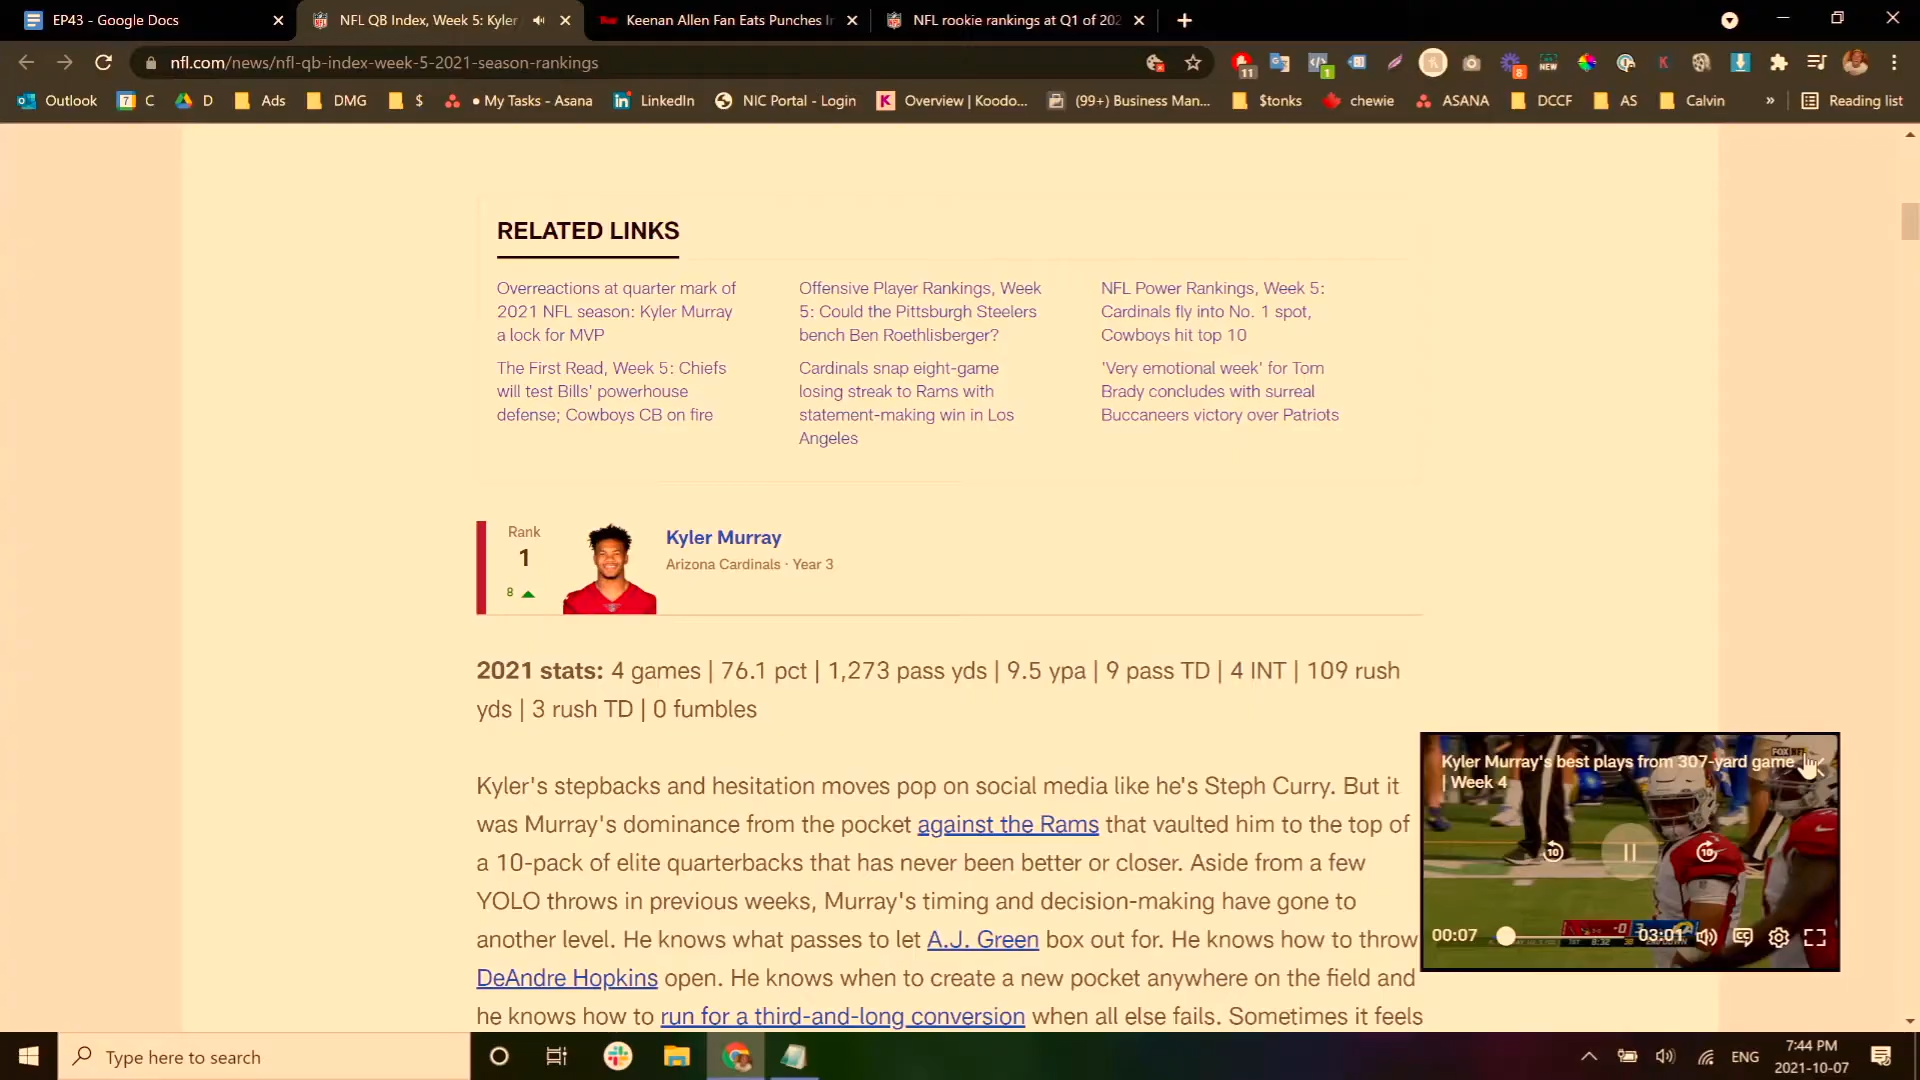 EP43 - Google Docs
NFL QB Index, Week 5: Kyler
Keenan Allen Fan Eats Punches I
NFL rookie rankings at Q1 of 202
nfl.com/news/nfl-qb-index-week-5-2021-season-rankings
11
1
8
NEW
K
Outlook
7 C
D
Ads
DMG
$
My Tasks - Asana
LinkedIn
NIC Portal - Login
K Overview | Koodo...
(99+) Business Man...
$tonks
chewie
ASANA
DCCF
AS
Calvin
»
Reading list
RELATED LINKS
Overreactions at quarter mark of
2021 NFL season: Kyler Murray
a lock for MVP
Offensive Player Rankings, Week
5: Could the Pittsburgh Steelers
bench Ben Roethlisberger?
NFL Power Rankings, Week 5:
Cardinals fly into No. 1 spot,
Cowboys hit top 10
The First Read, Week 5: Chiefs
will test Bills' powerhouse
defense; Cowboys CB on fire
Cardinals snap eight-game
losing streak to Rams with
statement-making win in Los
Angeles
'Very emotional week' for Tom
Brady concludes with surreal
Buccaneers victory over Patriots
Rank
1
8
Kyler Murray
Arizona Cardinals · Year 3
2021 stats: 4 games | 76.1 pct | 1,273 pass yds | 9.5 ypa | 9 pass TD | 4 INT | 109 rush
yds | 3 rush TD | 0 fumbles
Kyler's stepbacks and hesitation moves pop on social media like he's Steph Curry. But it
was Murray's dominance from the pocket against the Rams that vaulted him to the top of
a 10-pack of elite quarterbacks that has never been better or closer. Aside from a few
YOLO throws in previous weeks, Murray's timing and decision-making have gone to
another level. He knows what passes to let A.J. Green box out for. He knows how to throw
DeAndre Hopkins open. He knows when to create a new pocket anywhere on the field and
he knows how to run for a third-and-long conversion when all else fails. Sometimes it feels
Kyler Murray's best plays from 307-yard game
| Week 4
10
10
00:07
03:01
Type here to search
ENG
7:44 PM
2021-10-07